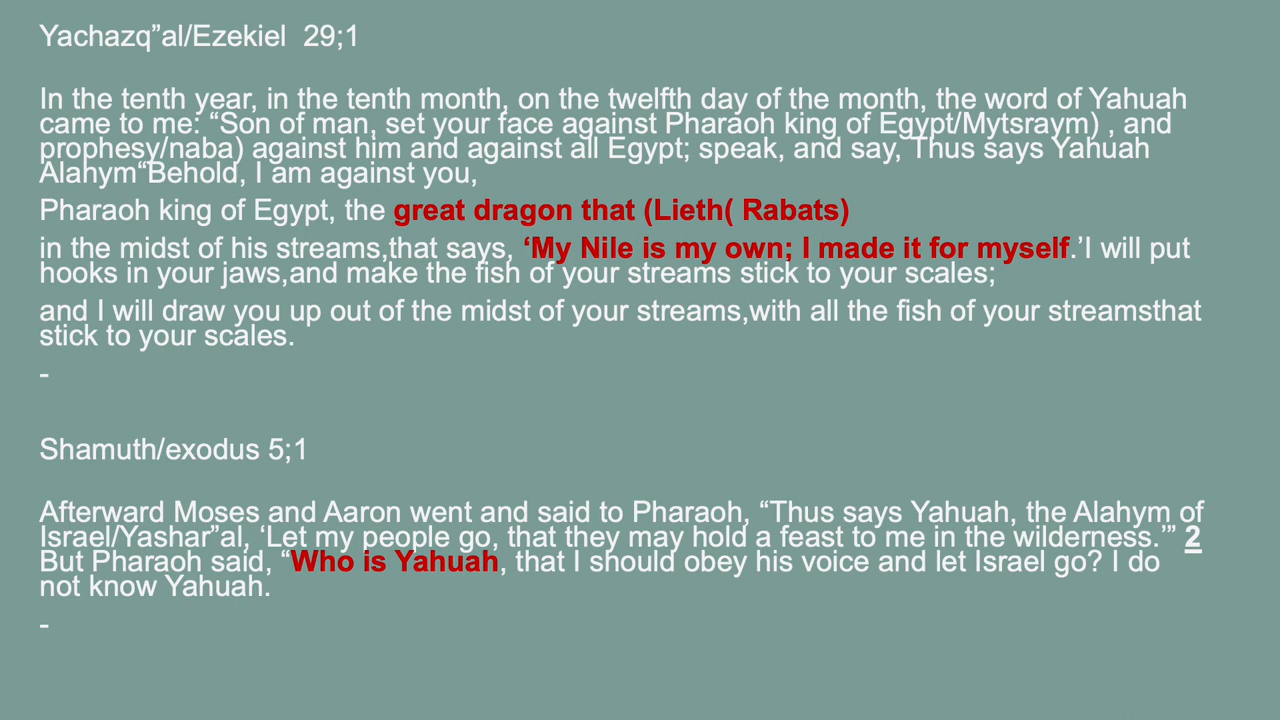 Yachazq”al/Ezekiel  29;1
In the tenth year, in the tenth month, on the twelfth day of the month, the word of Yahuah
came to me: “Son of man, set your face against Pharaoh king of Egypt/Mytsraym) , and
prophesy/naba) against him and against all Egypt; speak, and say, Thus says Yahuah
Alahym“Behold, I am against you,
Pharaoh king of Egypt, the great dragon that (Lieth( Rabats)
in the midst of his streams,that says, ‘My Nile is my own; I made it for myself.’I will put
hooks in your jaws,and make the fish of your streams stick to your scales;
and I will draw you up out of the midst of your streams,with all the fish of your streamsthat
stick to your scales.
-
Shamuth/exodus 5;1
Afterward Moses and Aaron went and said to Pharaoh, “Thus says Yahuah, the Alahym of
Israel/Yashar”al, ‘Let my people go, that they may hold a feast to me in the wilderness.’” 2
But Pharaoh said, “Who is Yahuah, that I should obey his voice and let Israel go? I do
not know Yahuah.
-